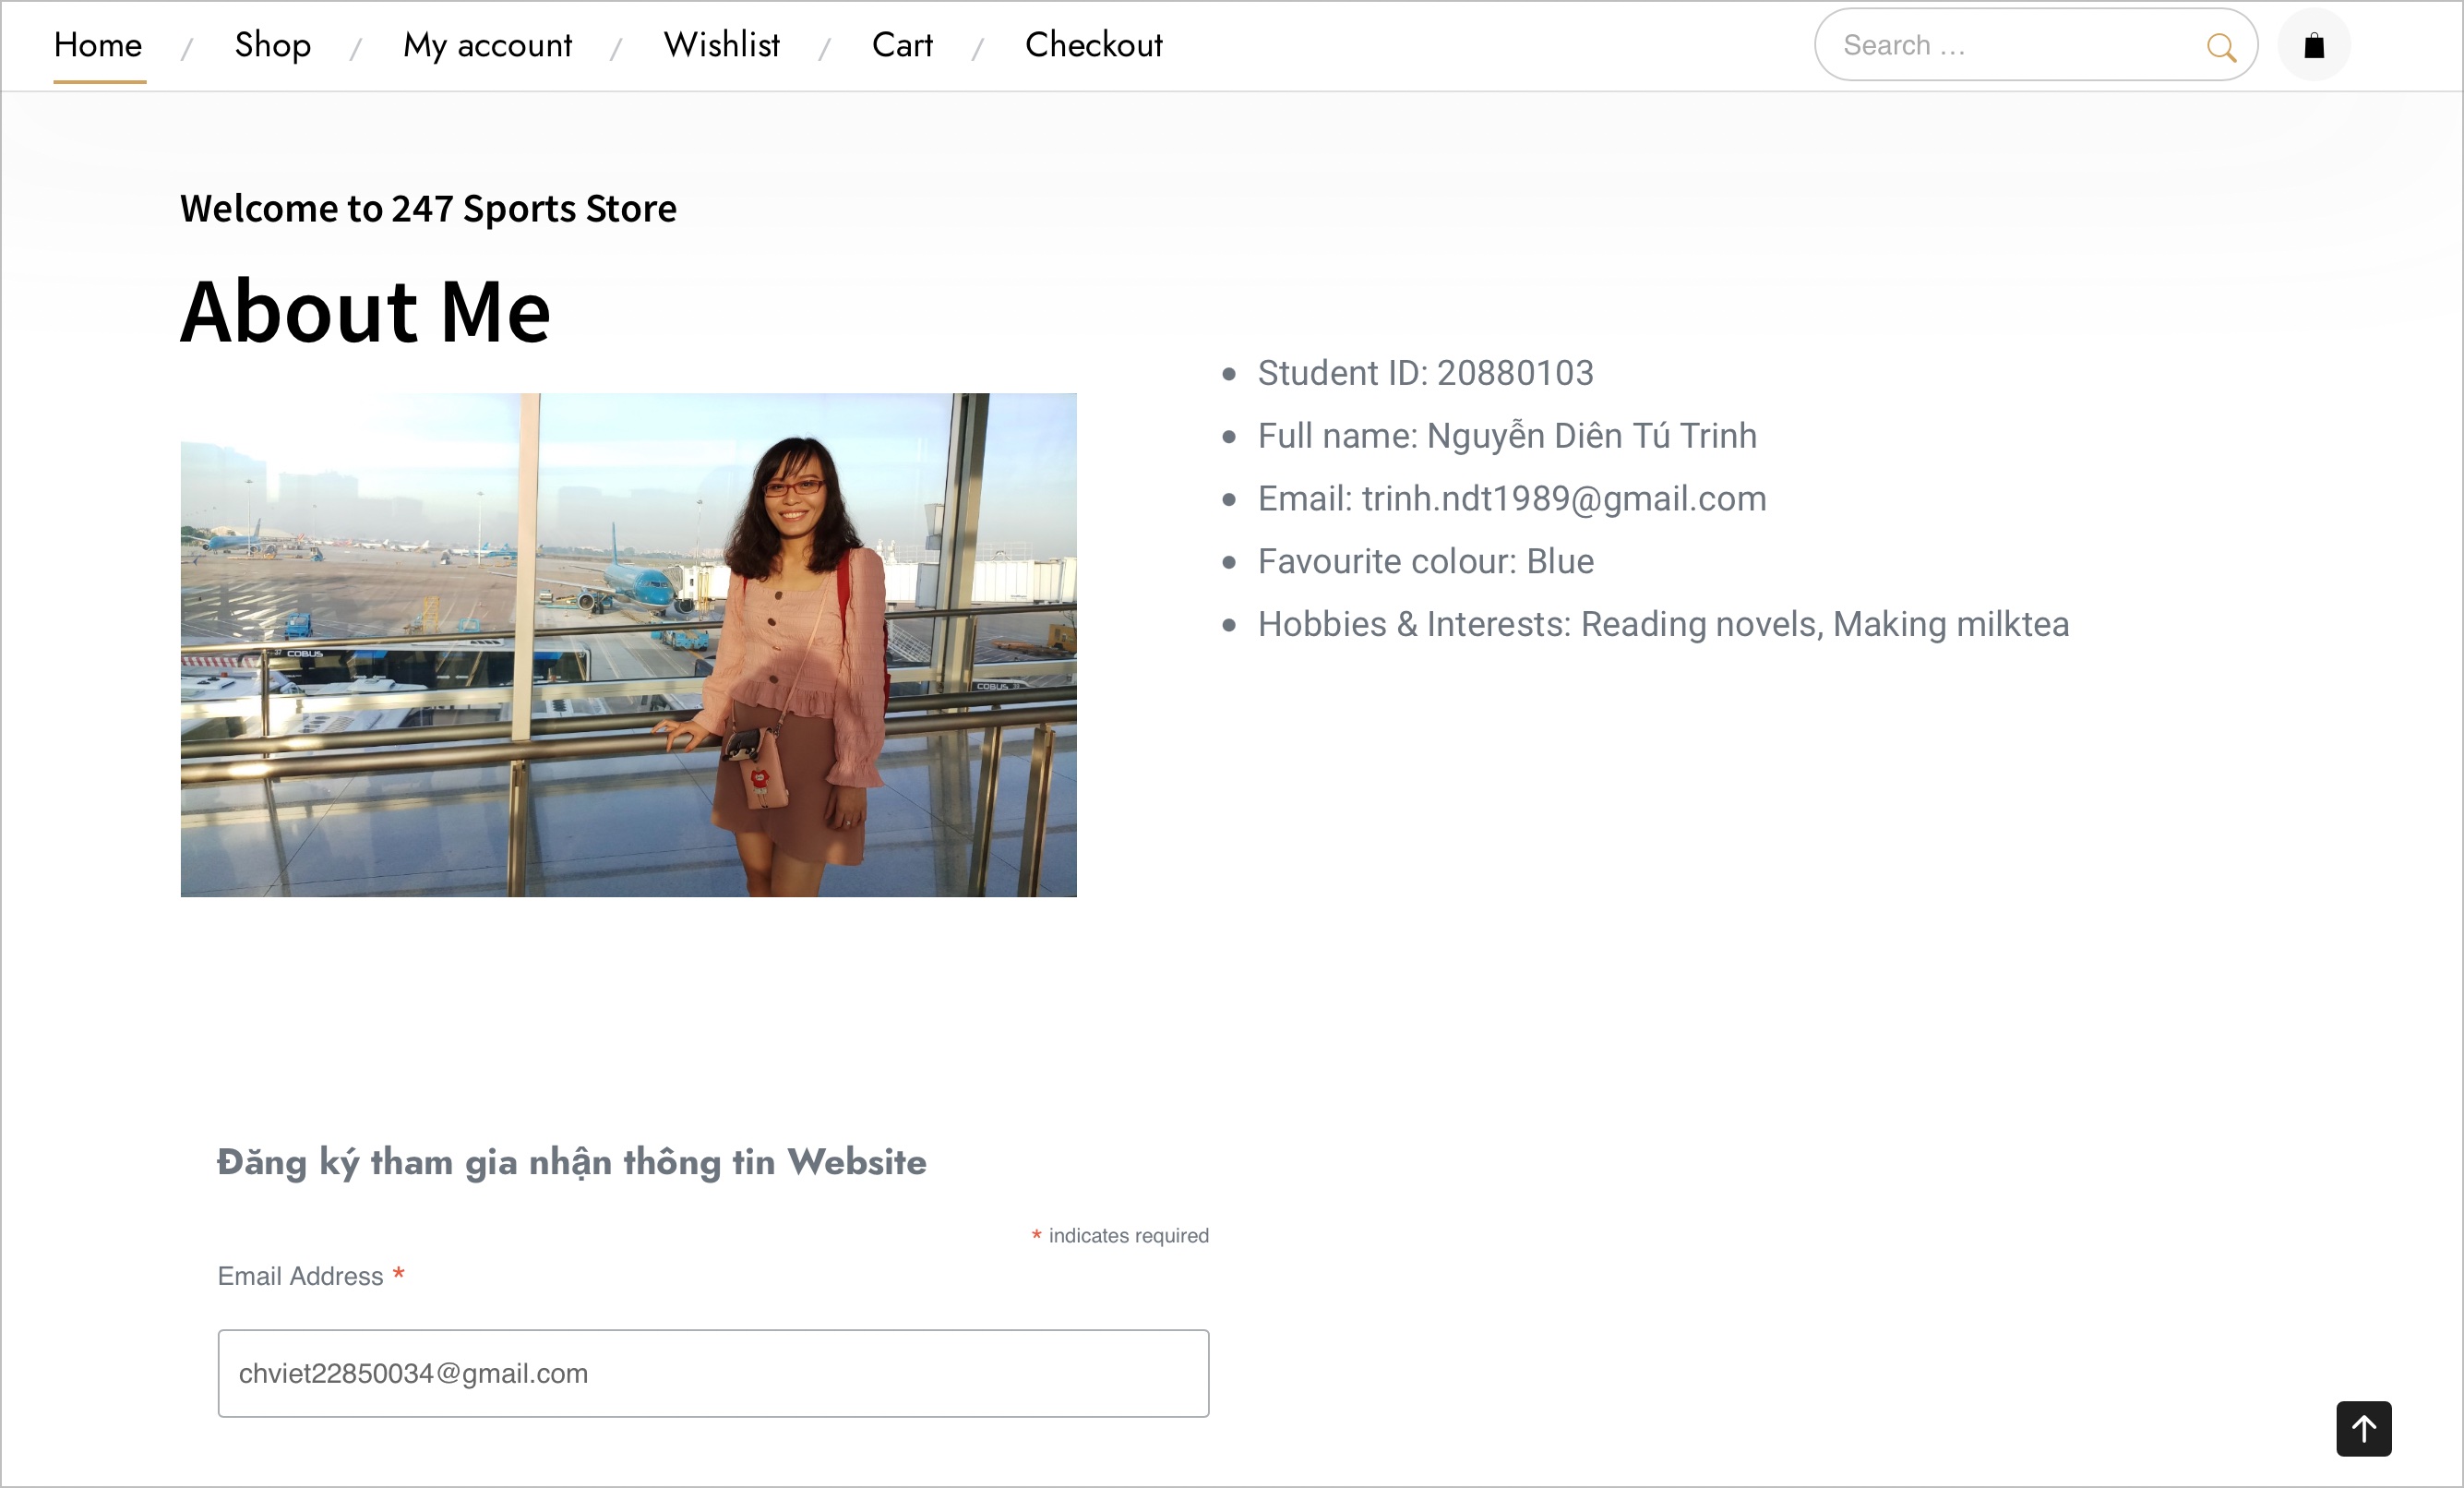 Home / Shop / My account / Wishlist / Cart / Checkout Search ...
Welcome to 247 Sports Store
About Me
Student ID: 20880103
Full name: Nguyễn Diên Tú Trinh
Email: trinh.ndt1989@gmail.com
Favourite colour: Blue
Hobbies & Interests: Reading novels, Making milktea
COBUS
COBUS
Đăng ký tham gia nhận thông tin Website
* indicates required
Email Address *
chviet22850034@gmail.com